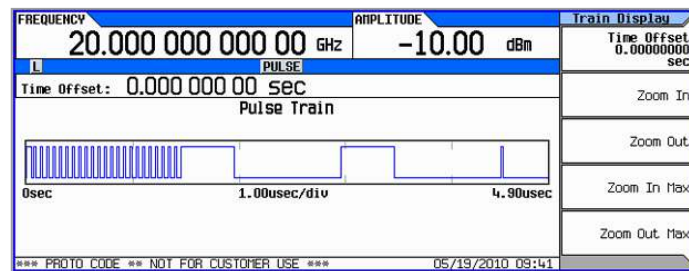 FREQUENCY
AMPLITUDE
20.000 000 000 00 GHz
-10.00 dBm
L
PULSE
Time Offset: 0.000 000 00 sec
Pulse Train
0sec
1.00usec/div
4.90usec
*** PROTO CODE ** NOT FOR CUSTOMER USE ***
05/19/2010 09:41
Train Display
Time Offset
0.00000000
sec
Zoom In
Zoom Out
Zoom In Max
Zoom Out Max